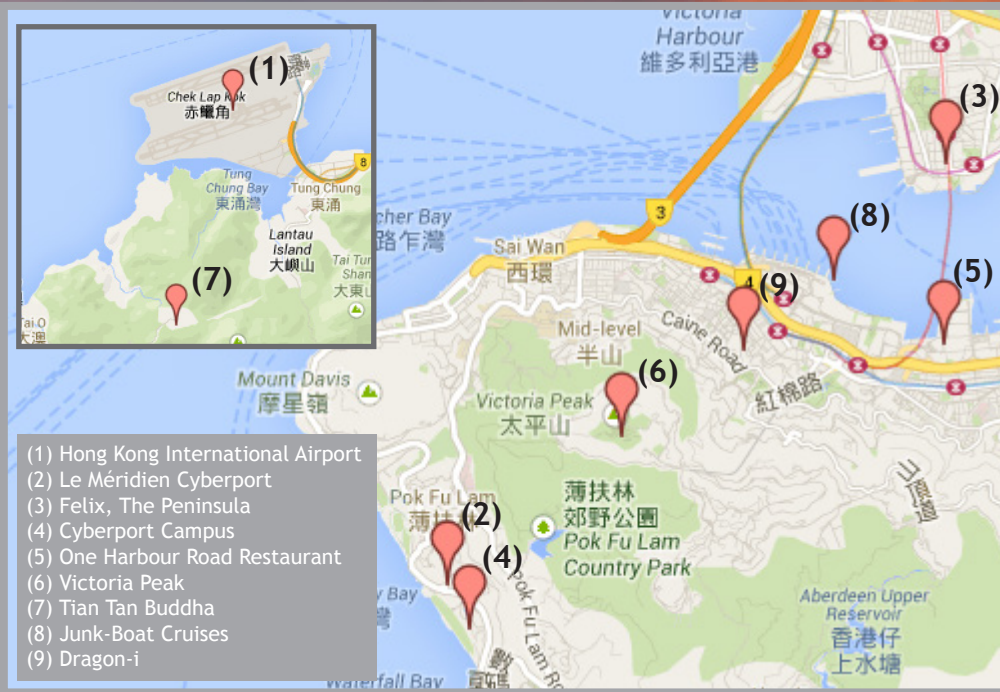 Victoria
Harbour
維多利亞港
(1)
Chek Lap Kok
赤鱲角
8
Tung
Chung Bay
東涌灣
Tung Chung
東涌
Lantau
Island
大嶼山
(7)
(3)
(8)
3
Sai Wan
西環
4
(9)
(5)
Mid-level
半山
Caine Road
紅棉路
(6)
Victoria Peak
太平山
Mount Davis
摩星嶺
(1) Hong Kong International Airport
(2) Le Méridien Cyberport
(3) Felix, The Peninsula
(4) Cyberport Campus
(5) One Harbour Road Restaurant
(6) Victoria Peak
(7) Tian Tan Buddha
(8) Junk-Boat Cruises
(9) Dragon-i
Pok Fu Lam
(2)
(4)
薄扶林
郊野公園
Pok Fu Lam
Country Park
Aberdeen Upper
Reservoir
香港仔
上水塘
Bay
灣
Waterfall Bay